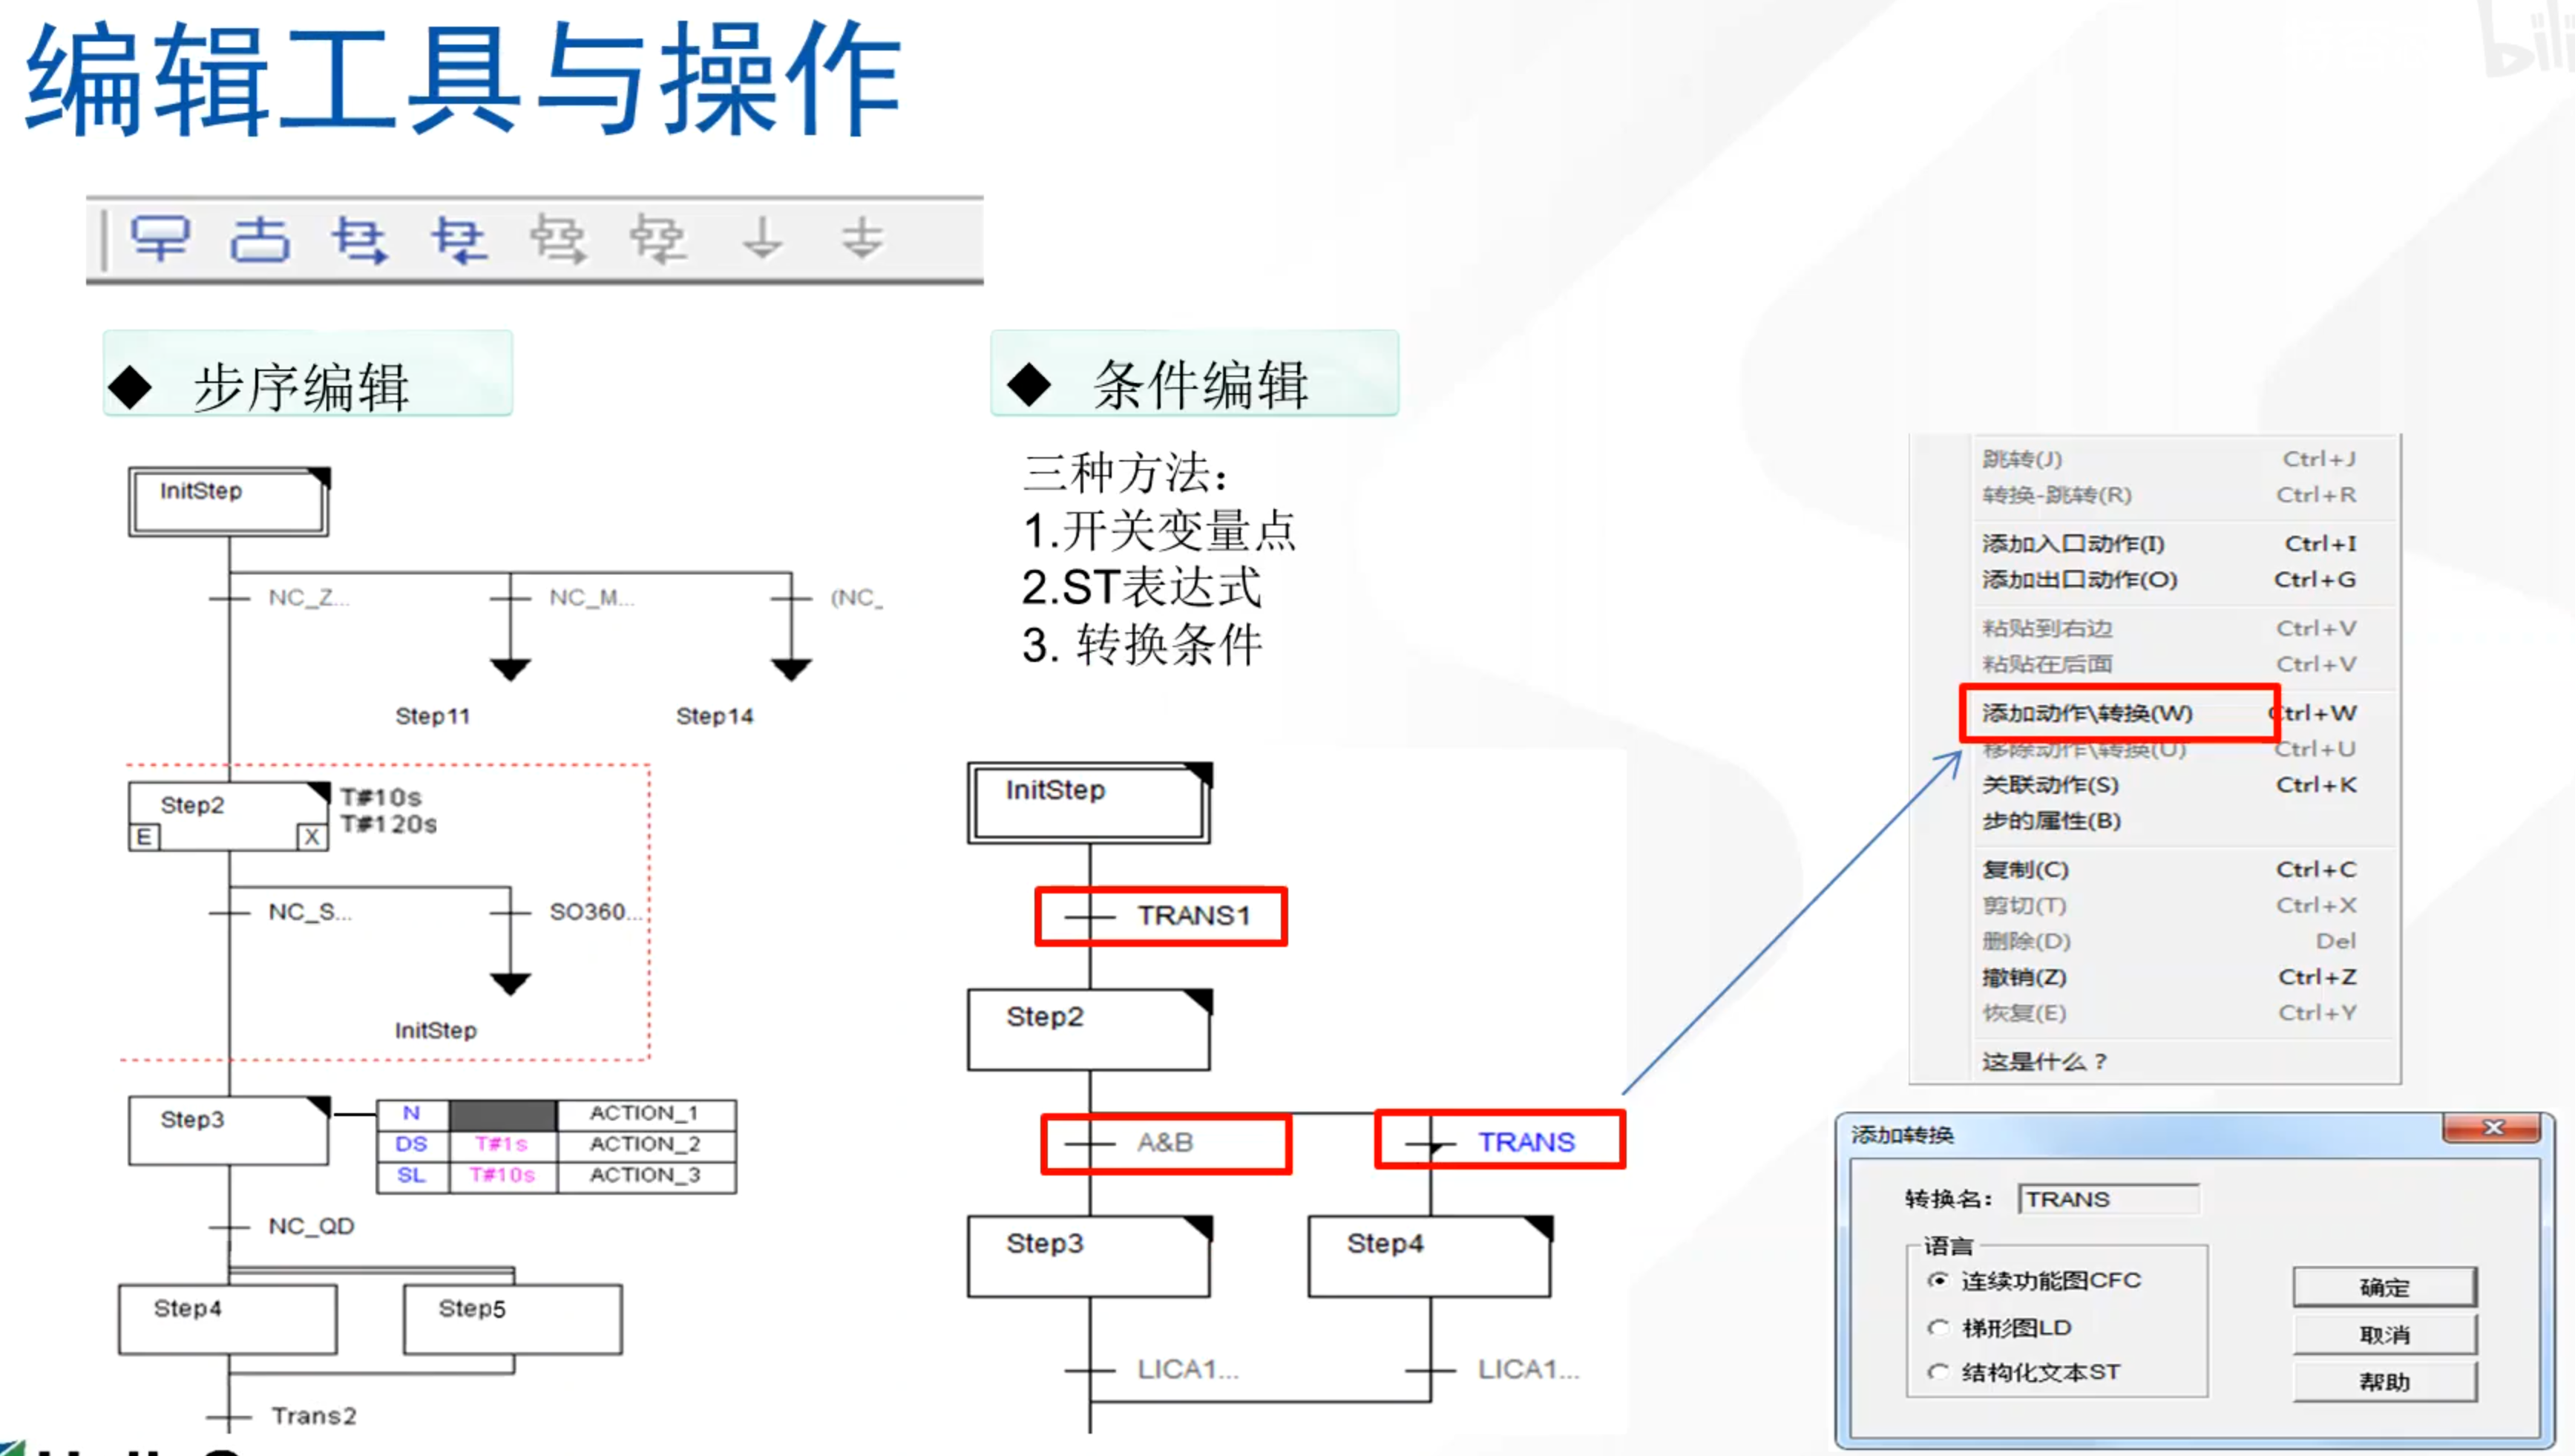 编辑工具与操作
◆ 步序编辑
InitStep
NC_Z...
NC_M...
(NC_
Step11
Step14
Step2
T#10s
T#120s
E
X
NC_S...
SO360...
InitStep
Step3
N
ACTION_1
DS
T#1s
ACTION_2
SL
T#10s
ACTION_3
NC_QD
Step4
Step5
Trans2
◆ 条件编辑
三种方法：
1.开关变量点
2.ST表达式
3. 转换条件
InitStep
TRANS1
Step2
A&B
TRANS
Step3
Step4
LICA1...
LICA1...
跳转(J) Ctrl+J
转换-跳转(R) Ctrl+R
添加入口动作(I) Ctrl+I
添加出口动作(O) Ctrl+G
粘贴到右边 Ctrl+V
粘贴在后面 Ctrl+V
添加动作\转换(W) Ctrl+W
移除动作\转换(U) Ctrl+U
关联动作(S) Ctrl+K
步的属性(B)
复制(C) Ctrl+C
剪切(T) Ctrl+X
删除(D) Del
撤销(Z) Ctrl+Z
恢复(E) Ctrl+Y
这是什么？
添加转换
转换名： TRANS
语言
连续功能图CFC
梯形图LD
结构化文本ST
确定
取消
帮助